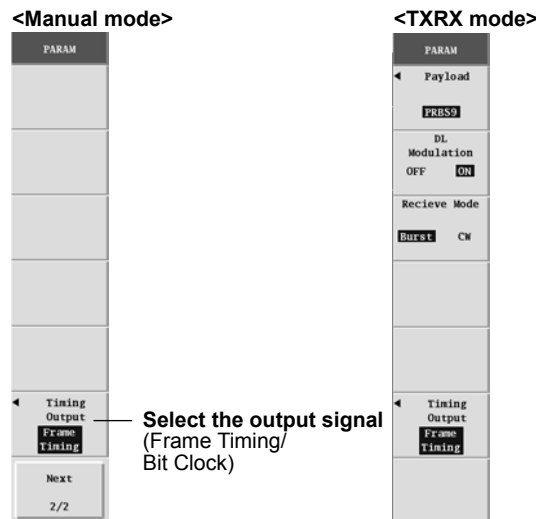 <Manual mode>
PARAM
Timing
Output
Frame
Timing
Next
2/2
Select the output signal
(Frame Timing/
Bit Clock)
<TXRX mode>
PARAM
Payload
PRBS9
DL
Modulation
OFF ON
Recieve Mode
Burst CW
Timing
Output
Frame
Timing